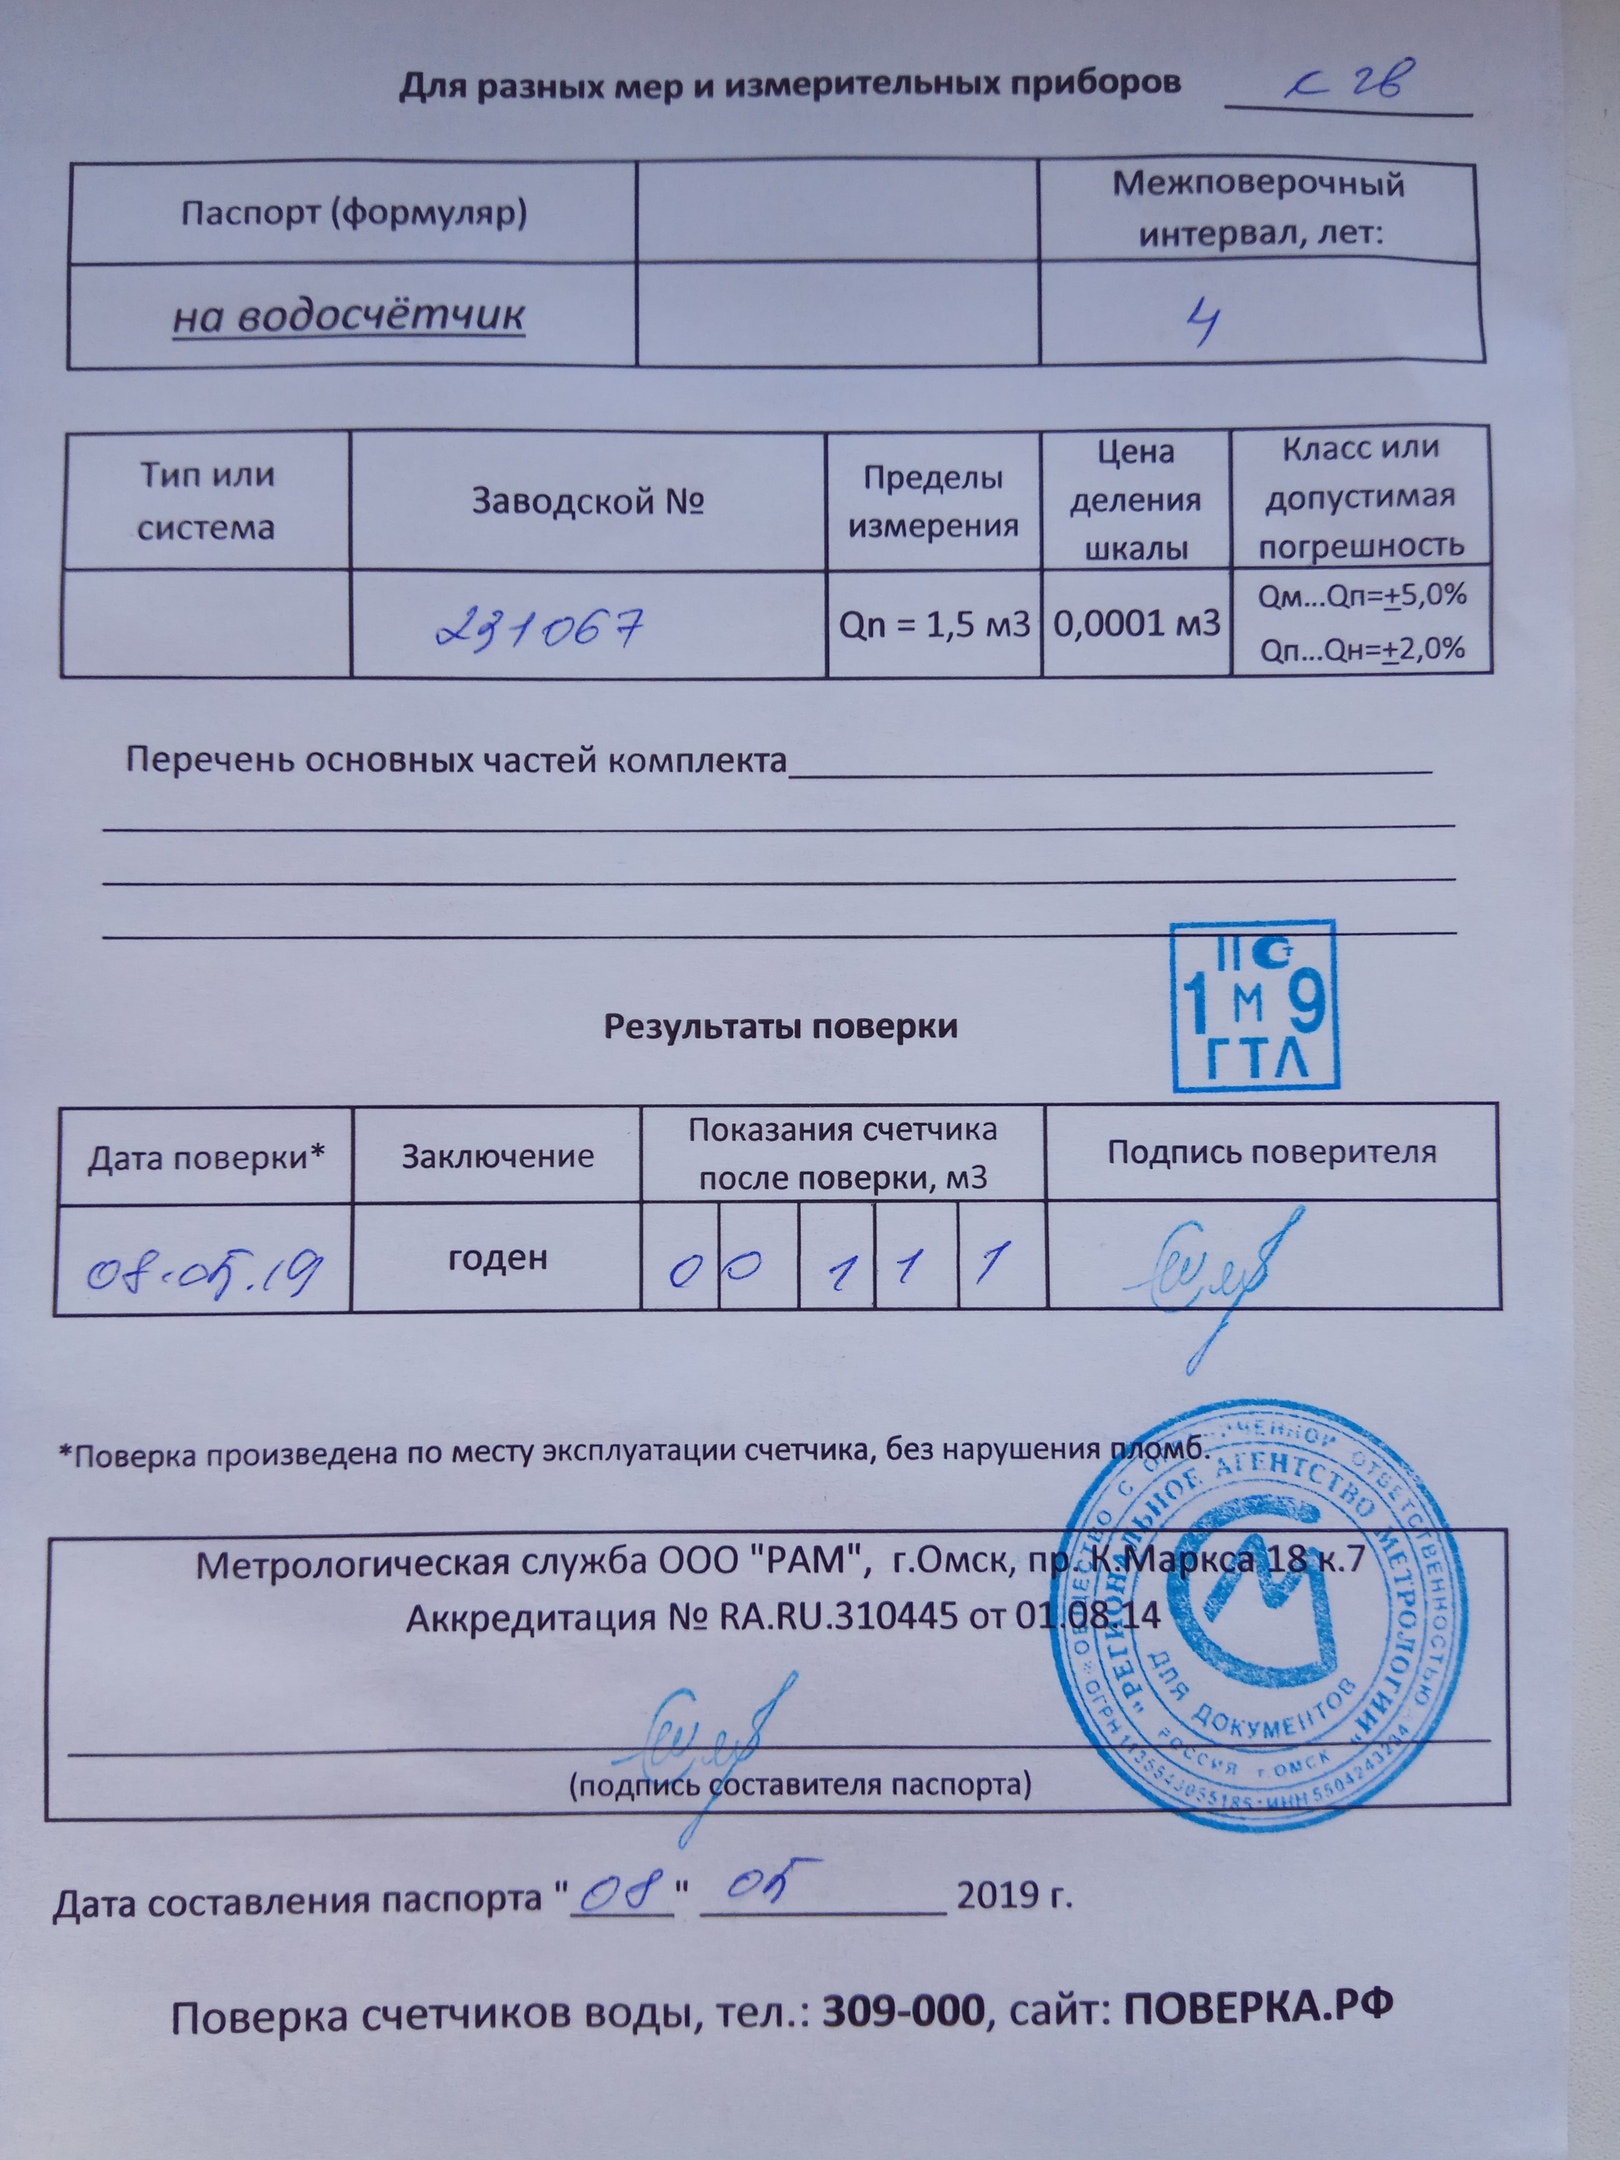 Для разных мер и измерительных приборов к гв
Паспорт (формуляр)
Межповерочный интервал, лет:
на водосчётчик
4
Тип или система
Заводской №
Пределы измерения
Цена деления шкалы
Класс или допустимая погрешность
231067
Qn = 1,5 м3
0,0001 м3
Qм...Qп=±5,0%
Qп...Qн=±2,0%
Перечень основных частей комплекта
1 М 9
ГТЛ
Результаты поверки
Дата поверки*
Заключение
Показания счетчика после поверки, м3
Подпись поверителя
08.05.19
годен
0 0 1 1 1
*Поверка произведена по месту эксплуатации счетчика, без нарушения пломб.
Метрологическая служба ООО "РАМ", г.Омск, пр. К.Маркса 18 к.7
Аккредитация № RA.RU.310445 от 01.08.14
ОБЩЕСТВО С ОГРАНИЧЕННОЙ ОТВЕТСТВЕННОСТЬЮ
"РЕГИОНАЛЬНОЕ АГЕНТСТВО МЕТРОЛОГИИ"
ДЛЯ ДОКУМЕНТОВ
РОССИЯ г.ОМСК
(подпись составителя паспорта)
Дата составления паспорта "08" 05 2019 г.
Поверка счетчиков воды, тел.: 309-000, сайт: ПОВЕРКА.РФ